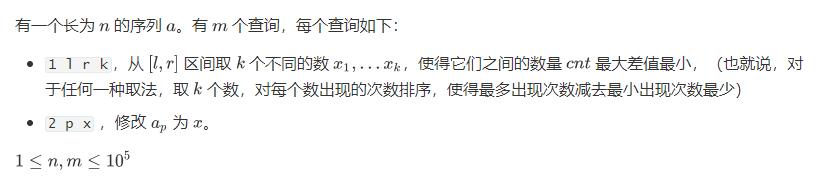 有一个长为 n 的序列 a。有 m 个查询，每个查询如下：
• 1 l r k，从 [l, r] 区间取 k 个不同的数 x₁, … xₖ，使得它们之间的数量 cnt 最大差值最小，（也就说，对
于任何一种取法，取 k 个数，对每个数出现的次数排序，使得最多出现次数减去最小出现次数最少）
• 2 p x ，修改 aₚ 为 x。
1 ≤ n, m ≤ 10⁵